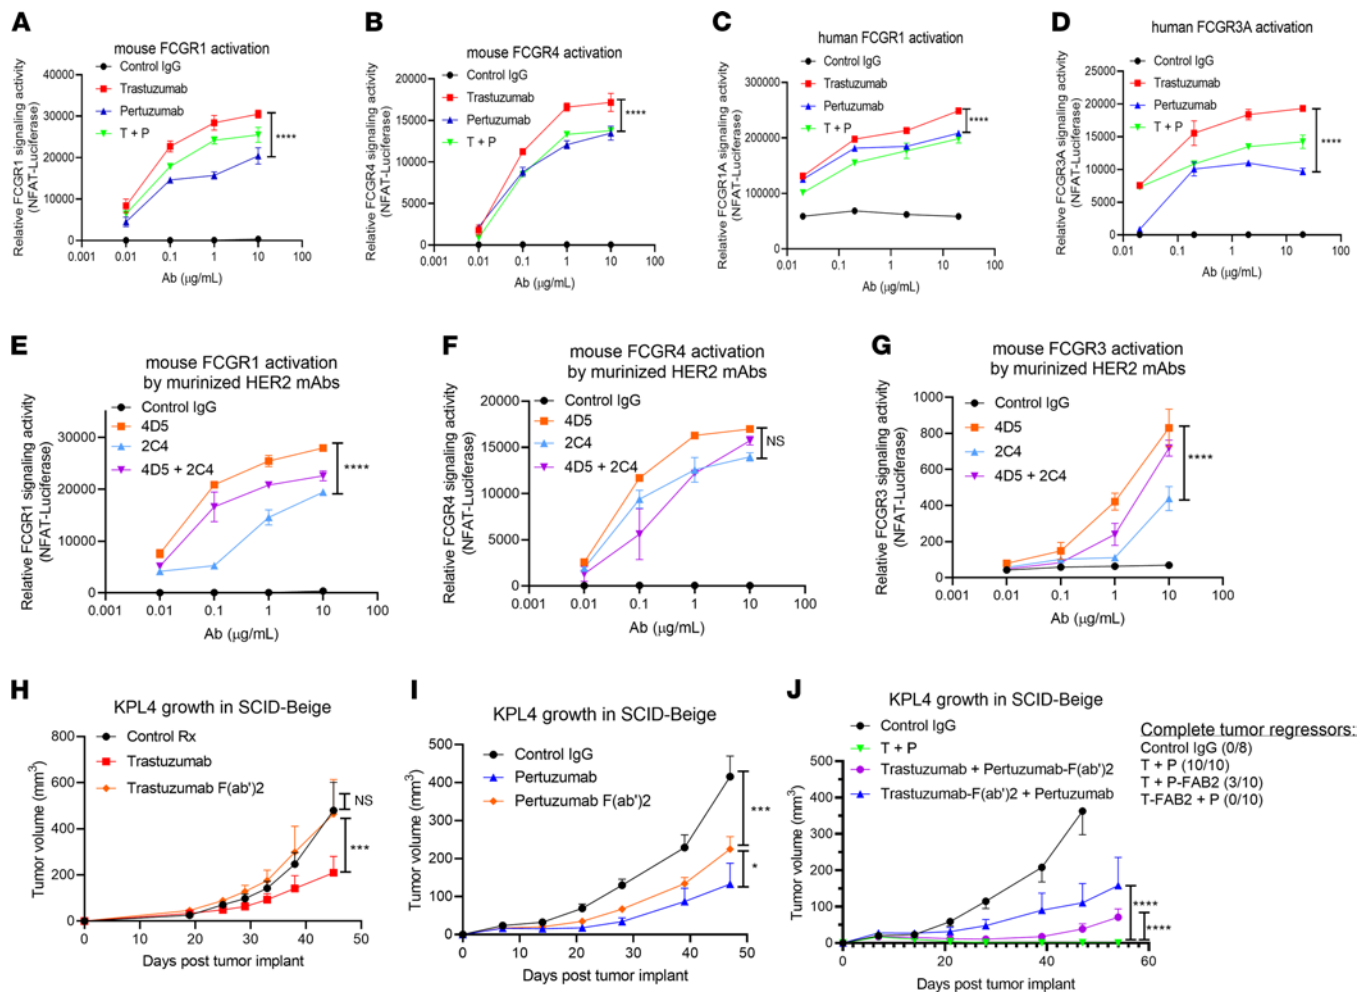 A
mouse FCGR1 activation
Control IgG
Trastuzumab
Pertuzumab
T + P
Relative FCGR1 signaling activity
(NFAT-Luciferase)
40000
30000
20000
10000
0
0.001
0.01
0.1
1
10
100
Ab (μg/mL)
****
B
mouse FCGR4 activation
Control IgG
Trastuzumab
Pertuzumab
T + P
Relative FCGR4 signaling activity
(NFAT-Luciferase)
20000
15000
10000
5000
0
0.001
0.01
0.1
1
10
100
Ab (μg/mL)
****
C
human FCGR1 activation
Control IgG
Trastuzumab
Pertuzumab
T + P
Relative FCGR1A signaling activity
(NFAT-Luciferase)
300000
200000
100000
0
0.01
0.1
1
10
100
Ab (μg/mL)
****
D
human FCGR3A activation
Control IgG
Trastuzumab
Pertuzumab
T + P
Relative FCGR3A signaling activity
(NFAT-Luciferase)
25000
20000
15000
10000
5000
0
0.01
0.1
1
10
100
Ab (μg/mL)
****
E
mouse FCGR1 activation
by murinized HER2 mAbs
Control IgG
4D5
2C4
4D5 + 2C4
Relative FCGR1 signaling activity
(NFAT-Luciferase)
30000
20000
10000
0
0.001
0.01
0.1
1
10
100
Ab (μg/mL)
****
F
mouse FCGR4 activation
by murinized HER2 mAbs
Control IgG
4D5
2C4
4D5 + 2C4
Relative FCGR4 signaling activity
(NFAT-Luciferase)
20000
15000
10000
5000
0
0.001
0.01
0.1
1
10
100
Ab (μg/mL)
NS
G
mouse FCGR3 activation
by murinized HER2 mAbs
Control IgG
4D5
2C4
4D5 + 2C4
Relative FCGR3 signaling activity
(NFAT-Luciferase)
1000
800
600
400
200
0
0.001
0.01
0.1
1
10
100
Ab (μg/mL)
****
H
KPL4 growth in SCID-Beige
Control Rx
Trastuzumab
Trastuzumab F(ab')2
Tumor volume (mm³)
800
600
400
200
0
0
10
20
30
40
50
Days post tumor implant
NS
***
I
KPL4 growth in SCID-Beige
Control IgG
Pertuzumab
Pertuzumab F(ab')2
Tumor volume (mm³)
500
400
300
200
100
0
0
10
20
30
40
50
Days post tumor implant
***
*
J
KPL4 growth in SCID-Beige
Control IgG
T + P
Trastuzumab + Pertuzumab-F(ab')2
Trastuzumab-F(ab')2 + Pertuzumab
Tumor volume (mm³)
500
400
300
200
100
0
0
20
40
60
Days post tumor implant
****
****
Complete tumor regressors:
Control IgG (0/8)
T + P (10/10)
T + P-FAB2 (3/10)
T-FAB2 + P (0/10)